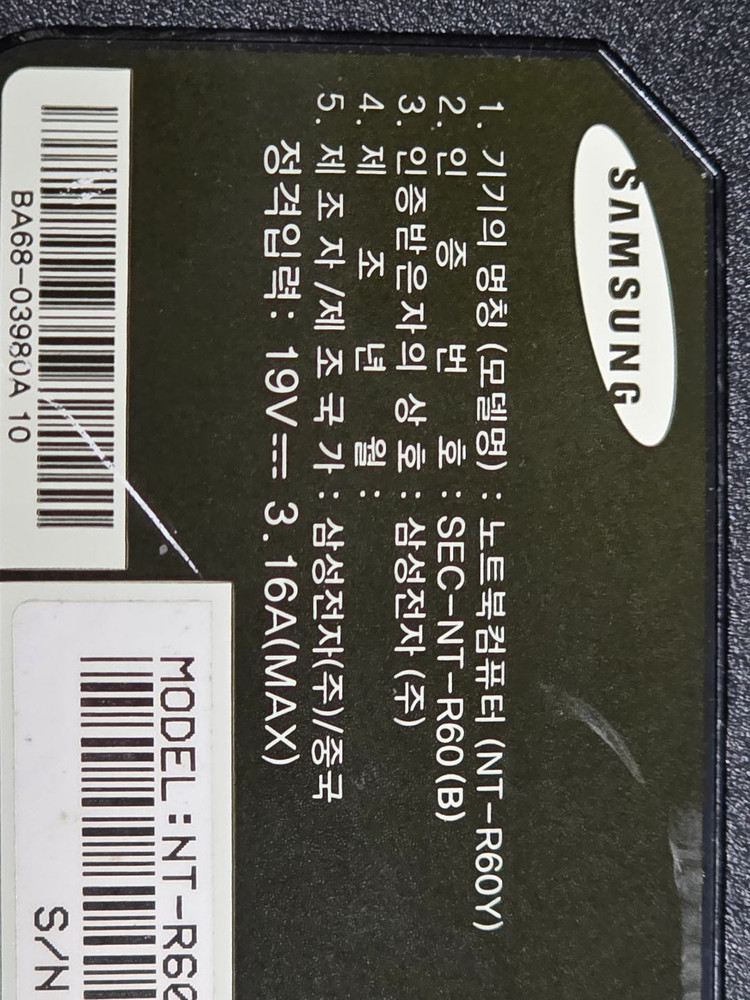 SAMSUNG
1. 기기의 명칭 (모델명) : 노트북컴퓨터 (NT-R60Y)
2. 인 증 번 호 : SEC-NT-R60(B)
3. 인증받은자의 상호 : 삼성전자 (주)
4. 제 조 년 월 :
5. 제 조 자 /제 조 국 가 : 삼성전자(주)/중국
정격입력: 19V⎓ 3.16A(MAX)
BA68-03980A 10
MODEL:NT-R60
S/N